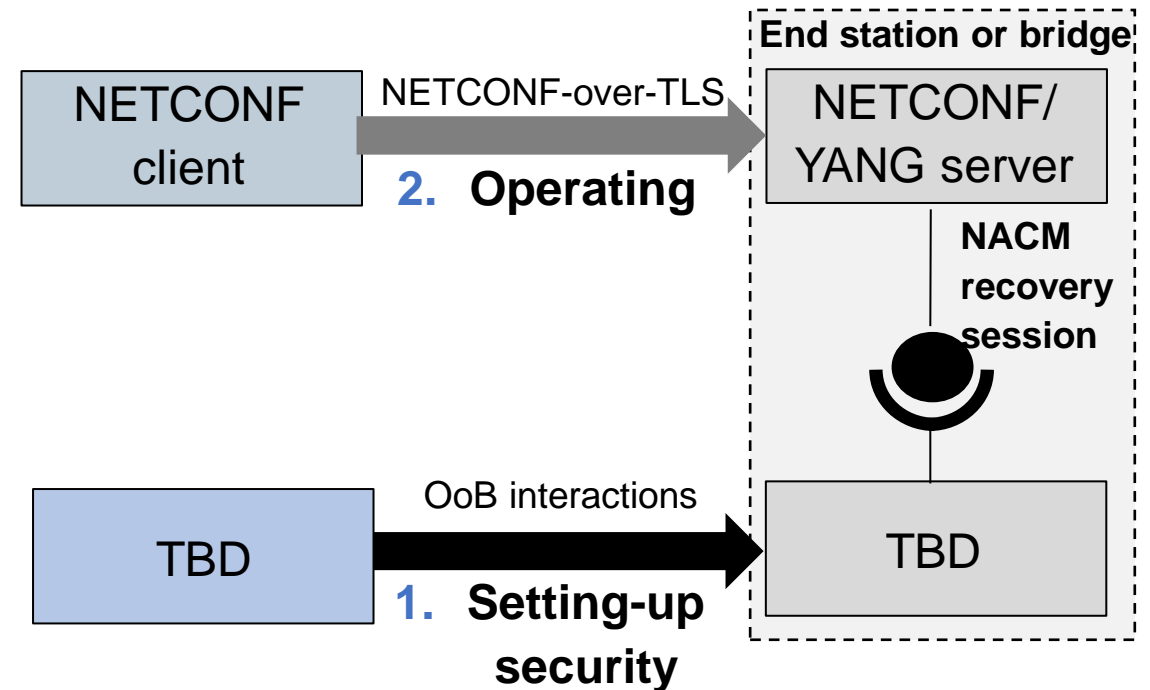 End station or bridge
NETCONF
client
NETCONF-over-TLS
2. Operating
NETCONF/
YANG server
NACM
recovery
session
TBD
OoB interactions
1. Setting-up
security
TBD